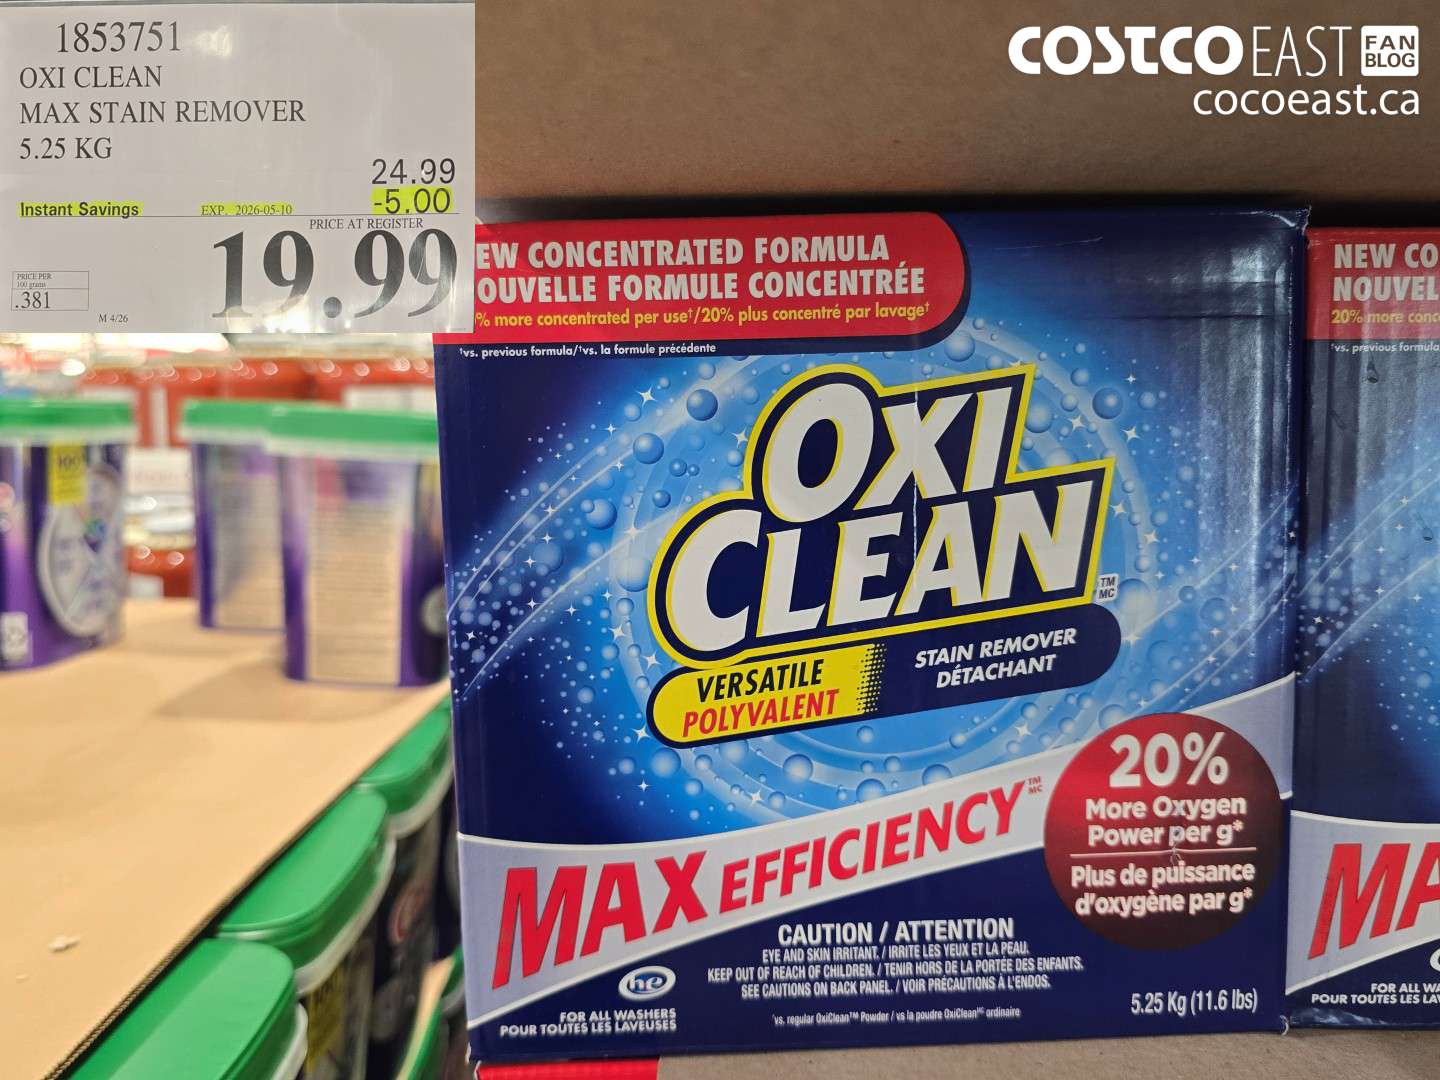 1853751
OXI CLEAN
MAX STAIN REMOVER
5.25 KG
24.99
Instant Savings EXP. 2026-05-10 -5.00
PRICE AT REGISTER
19.99
PRICE PER
100 grams
.381
M 4/26
COSTCO EAST FAN BLOG
cocoeast.ca
EW CONCENTRATED FORMULA
OUVELLE FORMULE CONCENTRÉE
% more concentrated per use†/20% plus concentré par lavage†
†vs. previous formula/†vs. la formule précédente
OXI
CLEAN
TM
MC
VERSATILE
POLYVALENT
STAIN REMOVER
DÉTACHANT
MAX EFFICIENCY TM MC
20%
More Oxygen
Power per g*
Plus de puissance
d'oxygène par g*
CAUTION / ATTENTION
EYE AND SKIN IRRITANT. / IRRITE LES YEUX ET LA PEAU.
KEEP OUT OF REACH OF CHILDREN. / TENIR HORS DE LA PORTÉE DES ENFANTS.
SEE CAUTIONS ON BACK PANEL. / VOIR PRÉCAUTIONS À L'ENDOS.
he
FOR ALL WASHERS
POUR TOUTES LES LAVEUSES
*vs. regular OxiClean™ Powder / vs la poudre OxiClean MC ordinaire
5.25 Kg (11.6 lbs)
NEW CO
NOUVEL
20% more conc
†vs. previous formula
MA
FOR ALL WA
POUR TOUTES LES LA